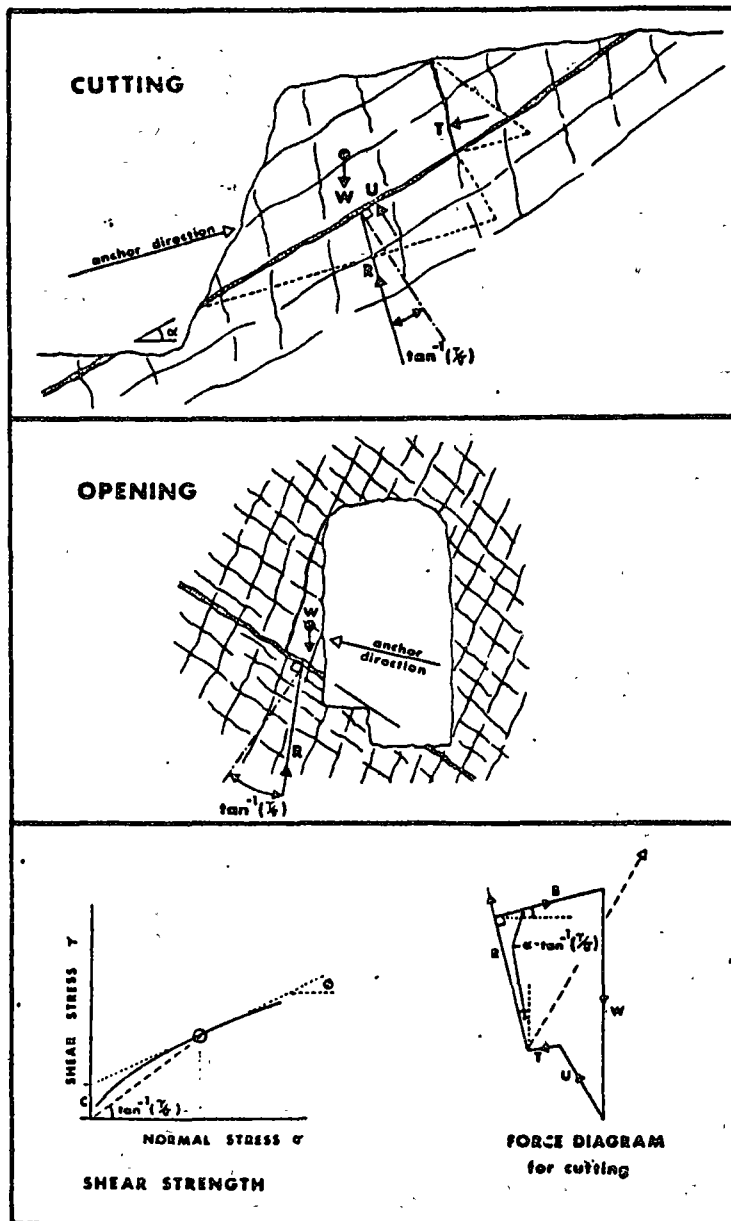 CUTTING
T
W
U
anchor direction
R
α
tan⁻¹(τ/σ)
OPENING
W
anchor
direction
R
tan⁻¹(τ/σ)
SHEAR STRESS τ
C
tan⁻¹(τ/σ)
Φ
NORMAL STRESS σ
SHEAR STRENGTH
B
R
α-tan⁻¹(τ/σ)
W
T
U
FORCE DIAGRAM
for cutting